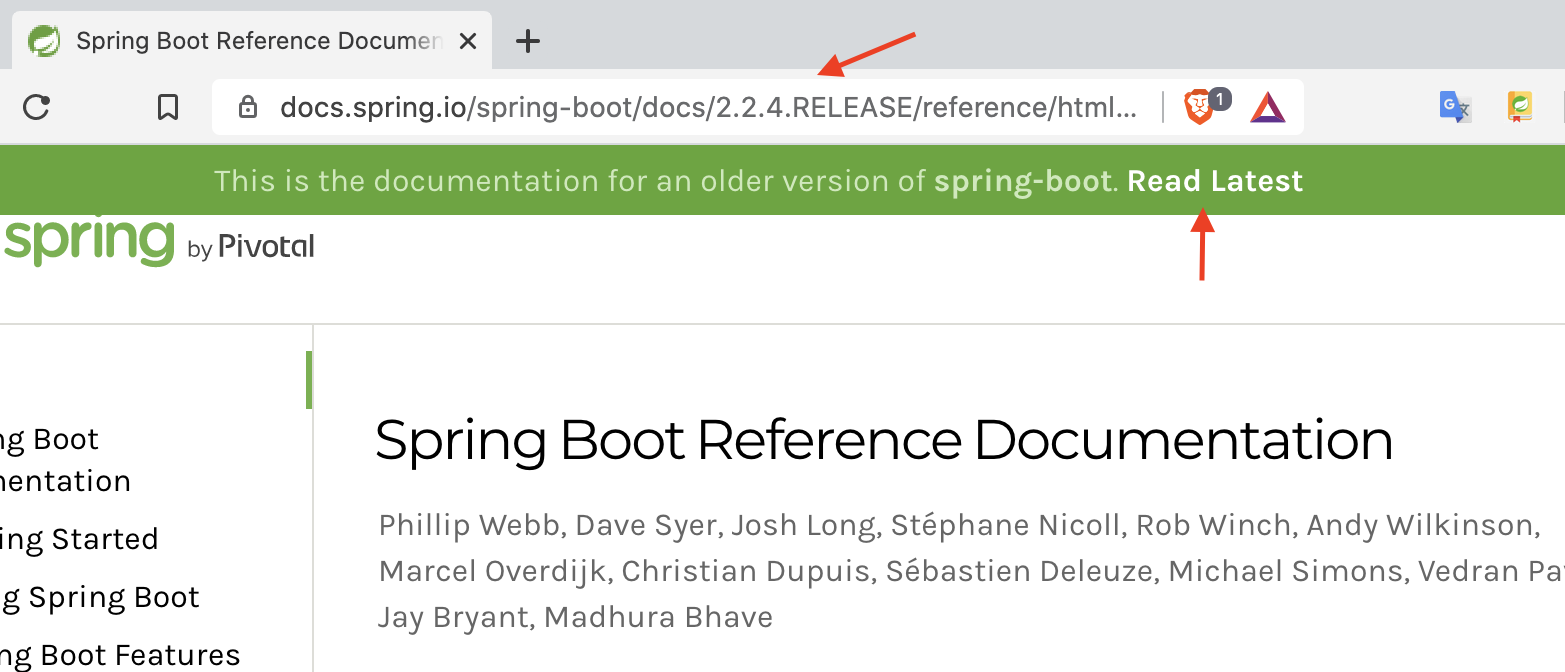 Spring Boot Reference Documen
docs.spring.io/spring-boot/docs/2.2.4.RELEASE/reference/html...
1
This is the documentation for an older version of spring-boot. Read Latest
spring by Pivotal
ng Boot
nentation
ing Started
g Spring Boot
ng Boot Features
Spring Boot Reference Documentation
Phillip Webb, Dave Syer, Josh Long, Stéphane Nicoll, Rob Winch, Andy Wilkinson,
Marcel Overdijk, Christian Dupuis, Sébastien Deleuze, Michael Simons, Vedran Pa
Jay Bryant, Madhura Bhave